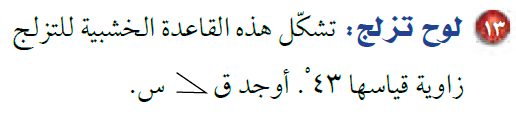 ١٣ لوح تزلج: تشكّل هذه القاعدة الخشبية للتزلج
زاوية قياسها ٤٣°. أوجد ق ∠ س.